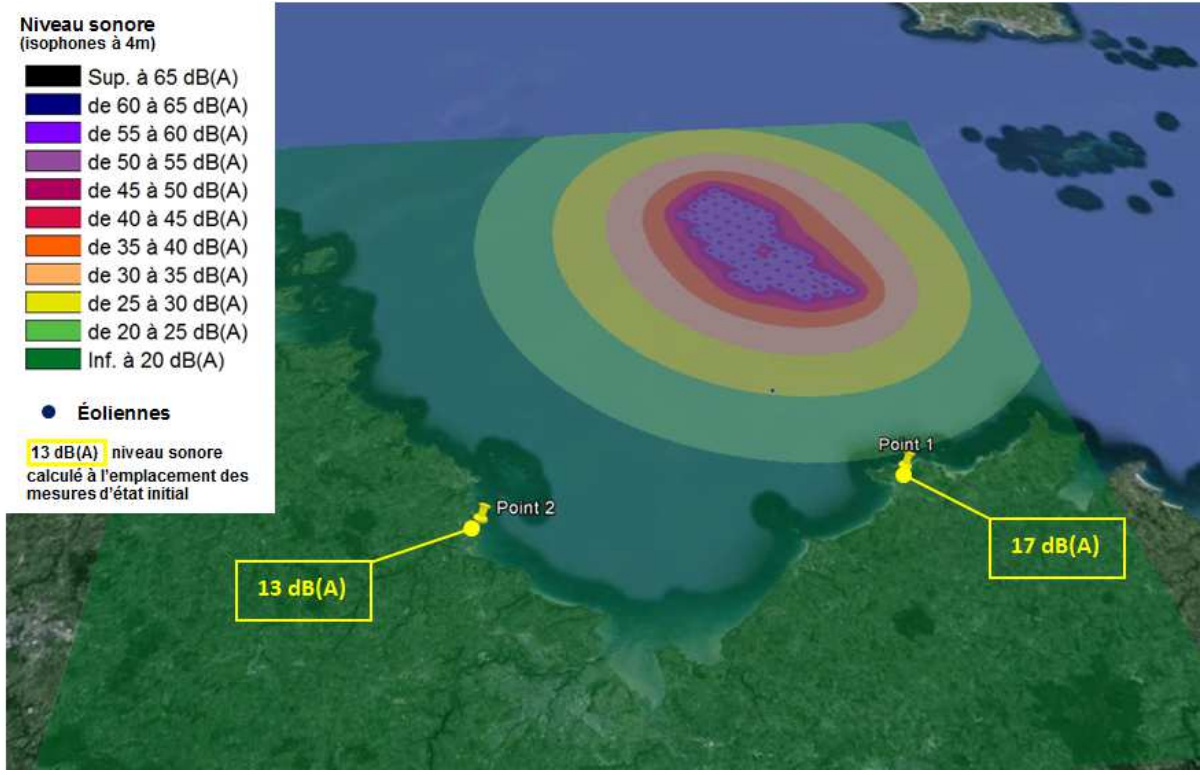 Niveau sonore
(isophones à 4m)
Sup. à 65 dB(A)
de 60 à 65 dB(A)
de 55 à 60 dB(A)
de 50 à 55 dB(A)
de 45 à 50 dB(A)
de 40 à 45 dB(A)
de 35 à 40 dB(A)
de 30 à 35 dB(A)
de 25 à 30 dB(A)
de 20 à 25 dB(A)
Inf. à 20 dB(A)
Éoliennes
13 dB(A) niveau sonore
calculé à l'emplacement des
mesures d'état initial
Point 1
Point 2
17 dB(A)
13 dB(A)